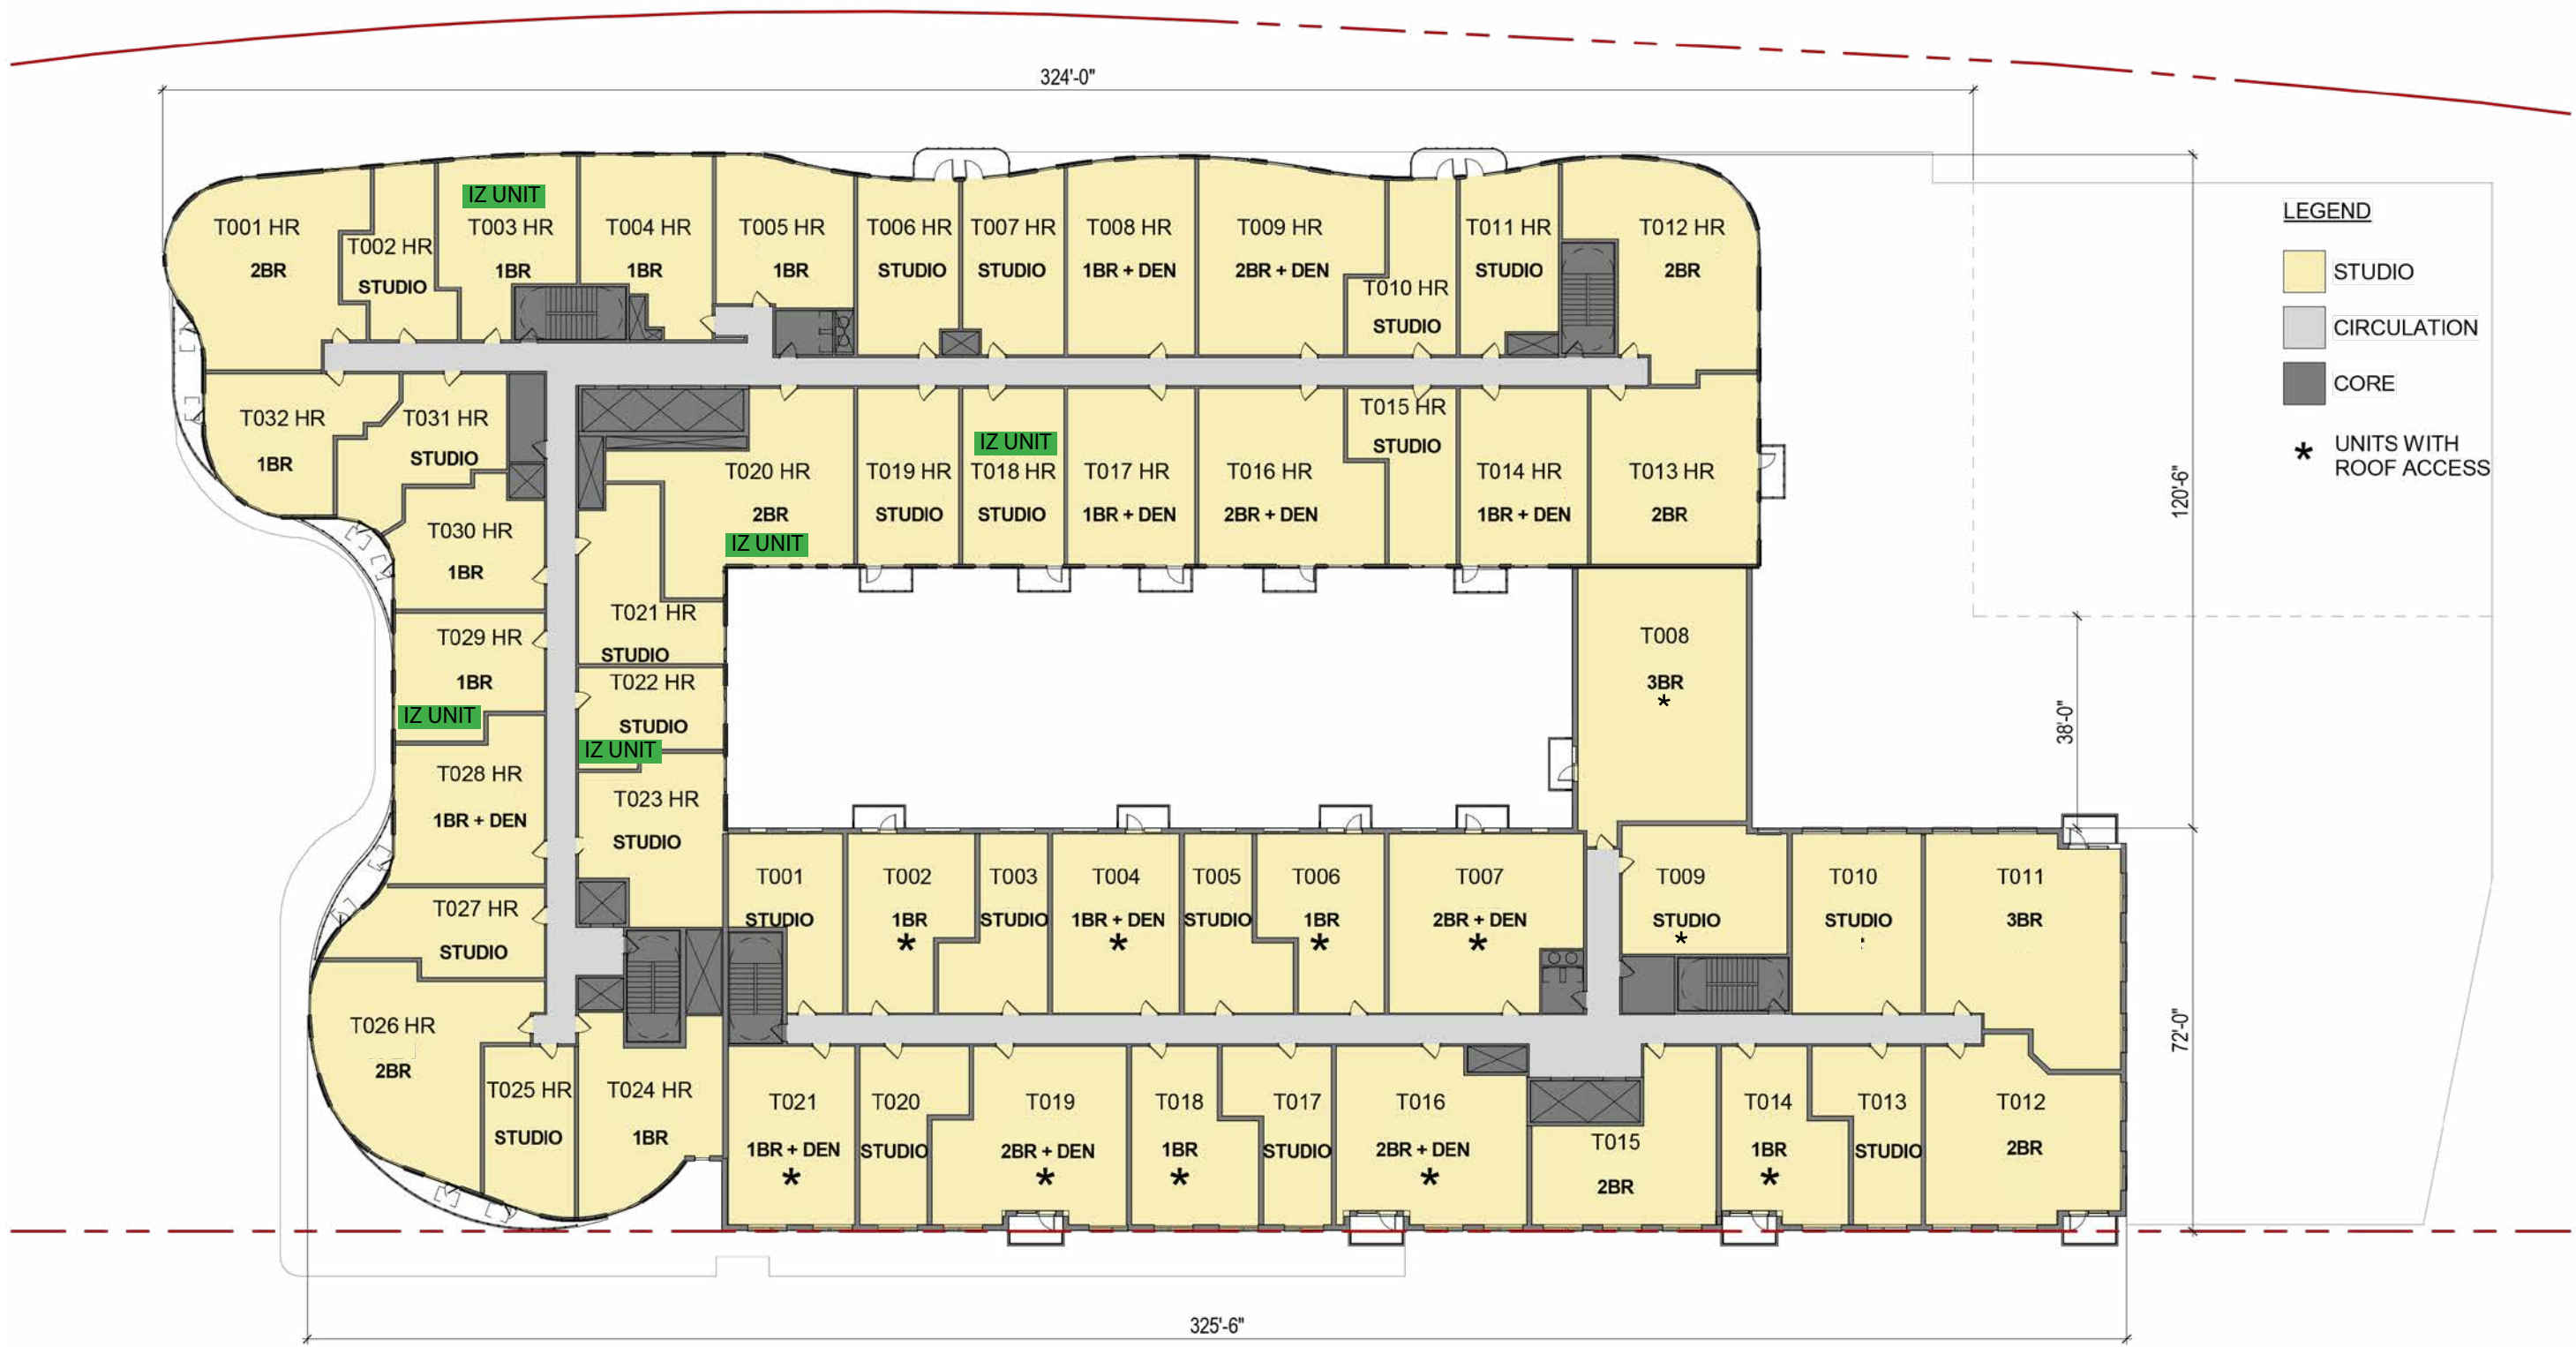 324'-0"
LEGEND
STUDIO
CIRCULATION
CORE
* UNITS WITH
ROOF ACCESS
T001 HR
2BR
T002 HR
STUDIO
IZ UNIT
T003 HR
1BR
T004 HR
1BR
T005 HR
1BR
T006 HR
STUDIO
T007 HR
STUDIO
T008 HR
1BR + DEN
T009 HR
2BR + DEN
T010 HR
STUDIO
T011 HR
STUDIO
T012 HR
2BR
T032 HR
1BR
T031 HR
STUDIO
T020 HR
2BR
IZ UNIT
T019 HR
STUDIO
IZ UNIT
T018 HR
STUDIO
T017 HR
1BR + DEN
T016 HR
2BR + DEN
T015 HR
STUDIO
T014 HR
1BR + DEN
T013 HR
2BR
120'-6"
T030 HR
1BR
T021 HR
STUDIO
T029 HR
1BR
IZ UNIT
T022 HR
STUDIO
IZ UNIT
T008
3BR
*
38'-0"
T028 HR
1BR + DEN
T023 HR
STUDIO
T027 HR
STUDIO
T001
STUDIO
T002
1BR
*
T003
STUDIO
T004
1BR + DEN
*
T005
STUDIO
T006
1BR
*
T007
2BR + DEN
*
T009
STUDIO
*
T010
STUDIO
T011
3BR
72'-0"
T026 HR
2BR
T025 HR
STUDIO
T024 HR
1BR
T021
1BR + DEN
*
T020
STUDIO
T019
2BR + DEN
*
T018
1BR
*
T017
STUDIO
T016
2BR + DEN
*
T015
2BR
T014
1BR
*
T013
STUDIO
T012
2BR
325'-6"